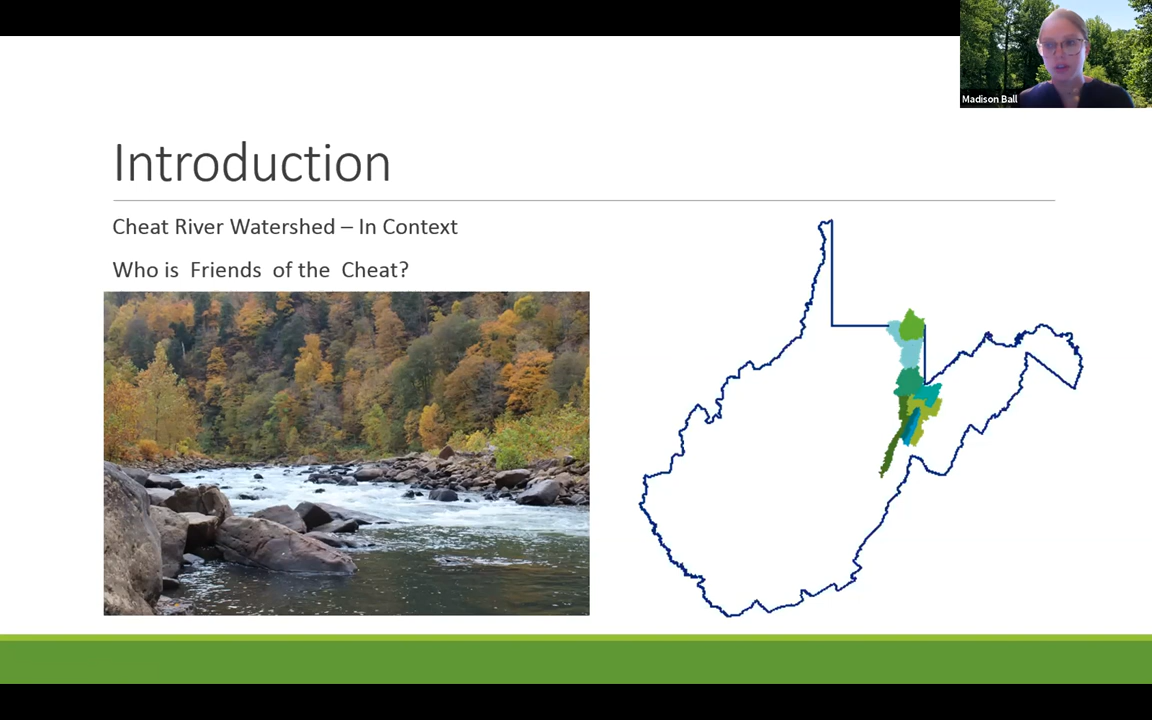 Madison Ball
Introduction
Cheat River Watershed – In Context
Who is Friends of the Cheat?